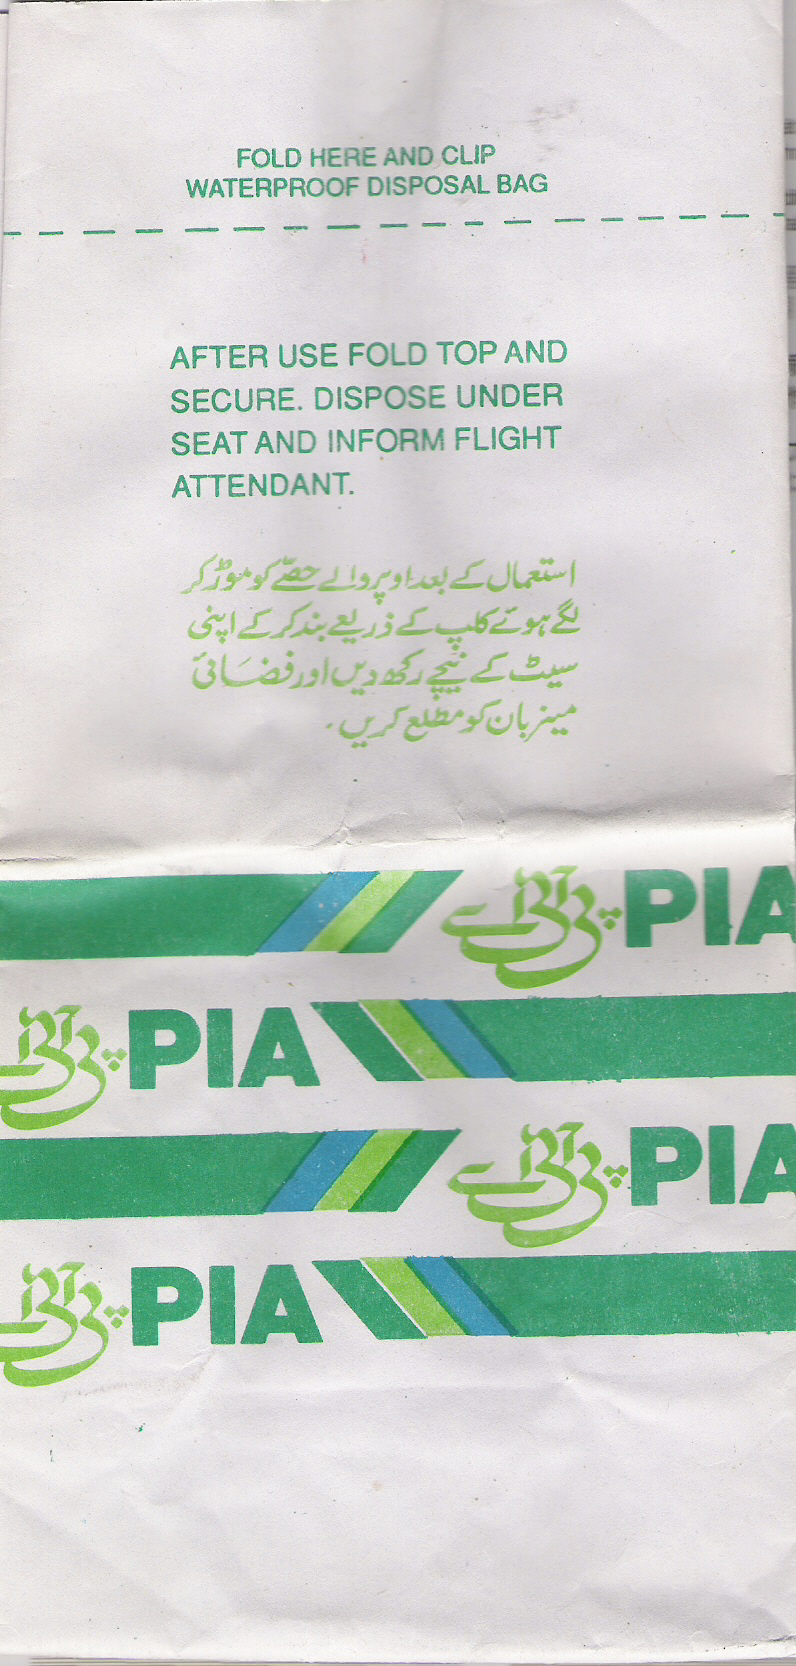 FOLD HERE AND CLIP
WATERPROOF DISPOSAL BAG
AFTER USE FOLD TOP AND
SECURE. DISPOSE UNDER
SEAT AND INFORM FLIGHT
ATTENDANT.
استعمال کے بعد اوپر والے حصّے کو موڑ کر
لگے ہوئے کلپ کے ذریعے بند کر کے اپنی
سیٹ کے نیچے رکھ دیں اور فضائی
میزبان کو مطلع کریں۔
PIA پی آئی اے
PIA پی آئی اے
PIA پی آئی اے
PIA پی آئی اے